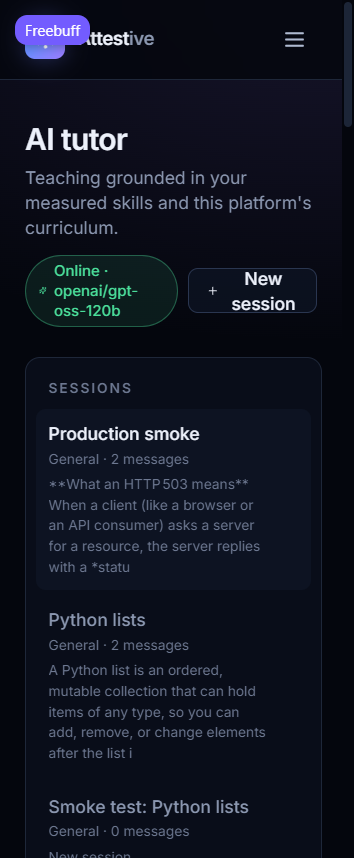 Freebuff
Attestive
AI tutor
Teaching grounded in your
measured skills and this platform's
curriculum.
Online ·
openai/gpt-
oss-120b
+ New
session
SESSIONS
Production smoke
General · 2 messages
**What an HTTP 503 means**
When a client (like a browser or
an API consumer) asks a server
for a resource, the server replies
with a *statu
Python lists
General · 2 messages
A Python list is an ordered,
mutable collection that can hold
items of any type, so you can
add, remove, or change elements
after the list i
Smoke test: Python lists
General · 0 messages
New session